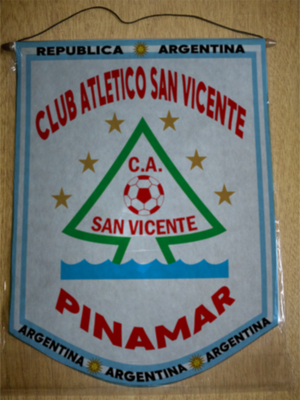 REPUBLICA ARGENTINA
CLUB ATLETICO SAN VICENTE
C.A.
SAN VICENTE
PINAMAR
ARGENTINA ARGENTINA ARGENTINA